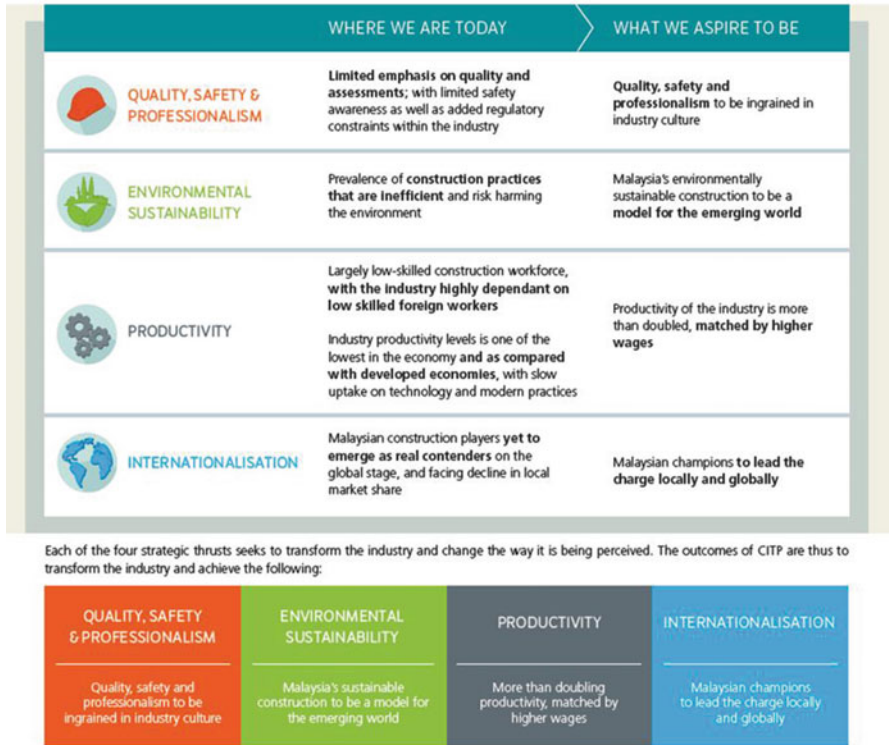 WHERE WE ARE TODAY
WHAT WE ASPIRE TO BE
QUALITY, SAFETY &
PROFESSIONALISM
Limited emphasis on quality and
assessments; with limited safety
awareness as well as added regulatory
constraints within the industry
Quality, safety and
professionalism to be ingrained in
industry culture
ENVIRONMENTAL
SUSTAINABILITY
Prevalence of construction practices
that are inefficient and risk harming
the environment
Malaysia's environmentally
sustainable construction to be a
model for the emerging world
PRODUCTIVITY
Largely low-skilled construction workforce,
with the industry highly dependant on
low skilled foreign workers
Industry productivity levels is one of the
lowest in the economy and as compared
with developed economies, with slow
uptake on technology and modern practices
Productivity of the industry is more
than doubled, matched by higher
wages
INTERNATIONALISATION
Malaysian construction players yet to
emerge as real contenders on the
global stage, and facing decline in local
market share
Malaysian champions to lead the
charge locally and globally
Each of the four strategic thrusts seeks to transform the industry and change the way it is being perceived. The outcomes of CITP are thus to
transform the industry and achieve the following:
QUALITY, SAFETY
& PROFESSIONALISM
Quality, safety and
professionalism to be
ingrained in industry culture
ENVIRONMENTAL
SUSTAINABILITY
Malaysia's sustainable
construction to be a model for
the emerging world
PRODUCTIVITY
More than doubling
productivity, matched by
higher wages
INTERNATIONALISATION
Malaysian champions
to lead the charge locally
and globally